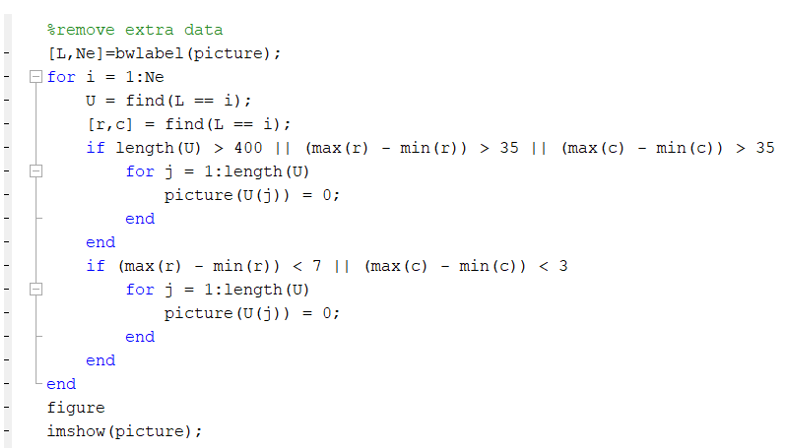 %remove extra data
[L,Ne]=bwlabel(picture);
for i = 1:Ne
    U = find(L == i);
    [r,c] = find(L == i);
    if length(U) > 400 || (max(r) - min(r)) > 35 || (max(c) - min(c)) > 35
        for j = 1:length(U)
            picture(U(j)) = 0;
        end
    end
    if (max(r) - min(r)) < 7 || (max(c) - min(c)) < 3
        for j = 1:length(U)
            picture(U(j)) = 0;
        end
    end
end
figure
imshow(picture);